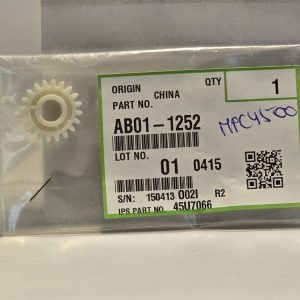 ORIGIN CHINA QTY 1
PART NO.
AB01-1252 MPC4500
LOT NO.
01 0415
S/N: 150413 0021 R2
IPS PART NO. 45U7066